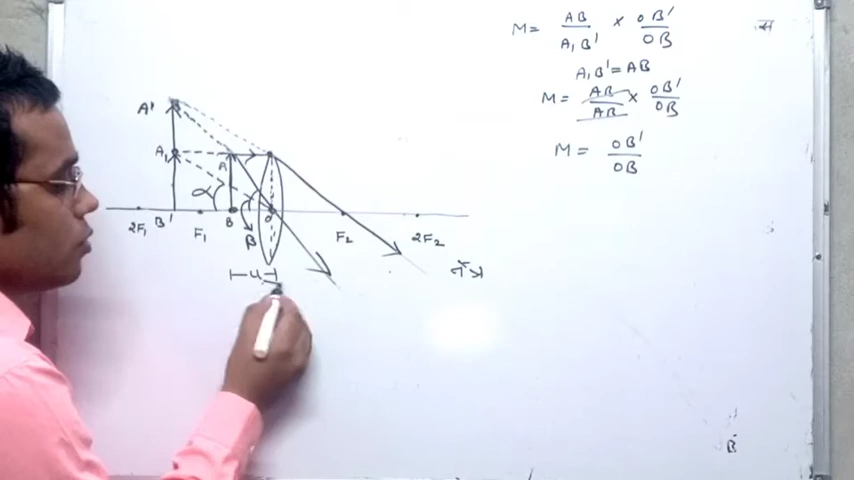 M = AB/A₁B' × OB'/OB
A₁B' = AB
M = AB/AB × OB'/OB
M = OB'/OB
A'
A₁
A
α
2F₁
B'
F₁
B
O
β
F₂
2F₂
u
B